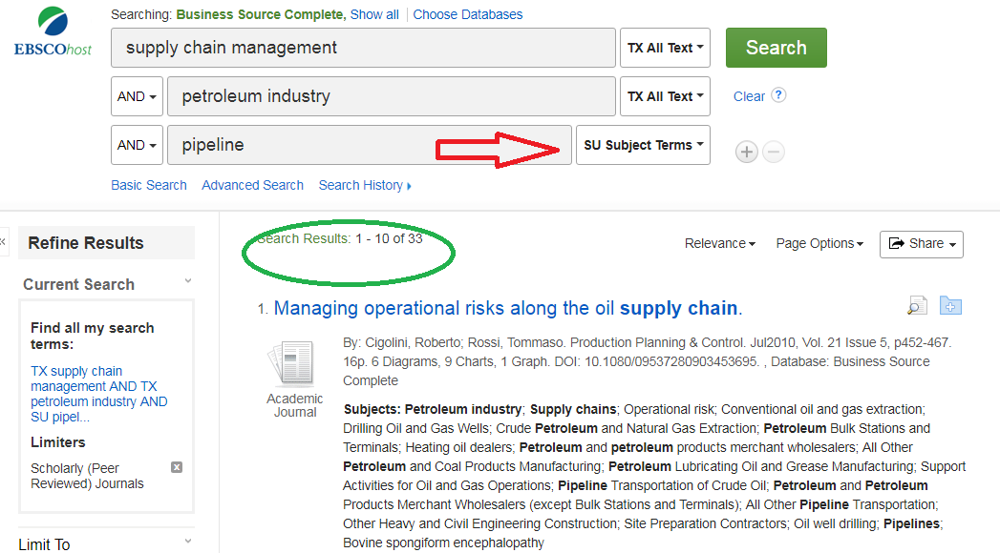 EBSCOhost
Searching: Business Source Complete, Show all | Choose Databases
supply chain management TX All Text Search
AND petroleum industry TX All Text Clear ?
AND pipeline SU Subject Terms
Basic Search Advanced Search Search History
Refine Results
Current Search
Find all my search
terms:
TX supply chain
management AND TX
petroleum industry AND
SU pipel...
Limiters
Scholarly (Peer
Reviewed) Journals
Limit To
Search Results: 1 - 10 of 33
Relevance Page Options Share
1. Managing operational risks along the oil supply chain.
Academic
Journal
By: Cigolini, Roberto; Rossi, Tommaso. Production Planning & Control. Jul2010, Vol. 21 Issue 5, p452-467.
16p. 6 Diagrams, 9 Charts, 1 Graph. DOI: 10.1080/09537280903453695. , Database: Business Source
Complete
Subjects: Petroleum industry; Supply chains; Operational risk; Conventional oil and gas extraction;
Drilling Oil and Gas Wells; Crude Petroleum and Natural Gas Extraction; Petroleum Bulk Stations and
Terminals; Heating oil dealers; Petroleum and petroleum products merchant wholesalers; All Other
Petroleum and Coal Products Manufacturing; Petroleum Lubricating Oil and Grease Manufacturing; Support
Activities for Oil and Gas Operations; Pipeline Transportation of Crude Oil; Petroleum and Petroleum
Products Merchant Wholesalers (except Bulk Stations and Terminals); All Other Pipeline Transportation;
Other Heavy and Civil Engineering Construction; Site Preparation Contractors; Oil well drilling; Pipelines;
Bovine spongiform encephalopathy